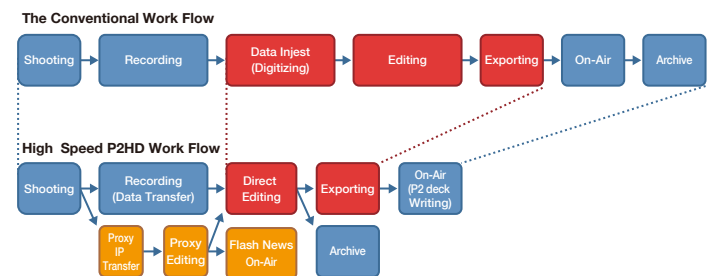 The Conventional Work Flow
Shooting
Recording
Data Injest
(Digitizing)
Editing
Exporting
On-Air
Archive
High Speed P2HD Work Flow
Shooting
Recording
(Data Transfer)
Direct
Editing
Exporting
On-Air
(P2 deck
Writing)
Proxy
IP
Transfer
Proxy
Editing
Flash News
On-Air
Archive